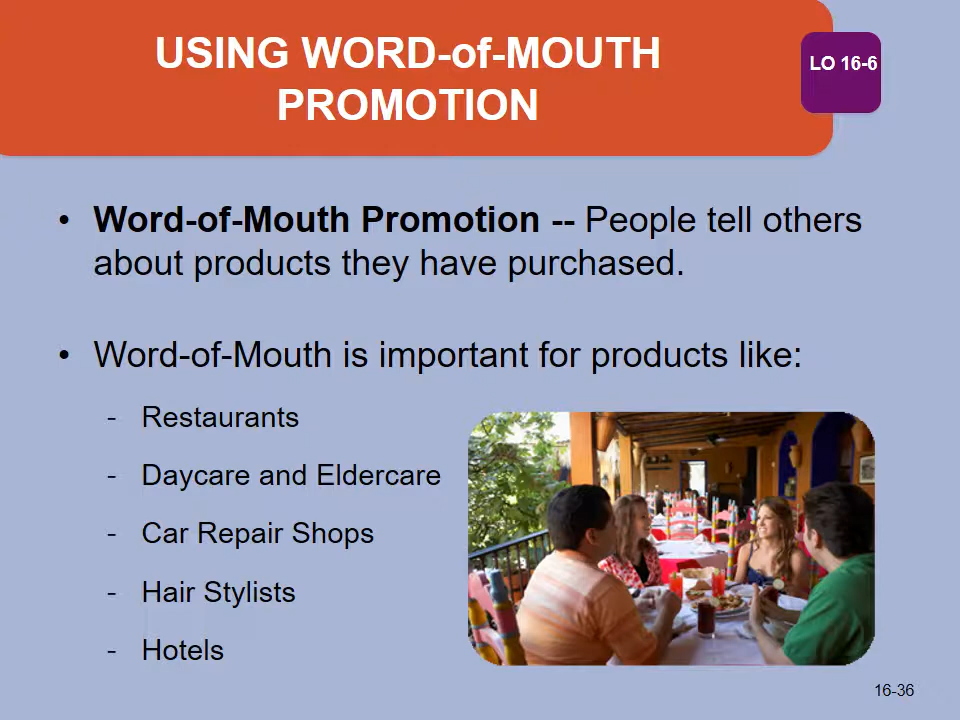 USING WORD-of-MOUTH
PROMOTION
LO 16-6
• Word-of-Mouth Promotion -- People tell others
about products they have purchased.
• Word-of-Mouth is important for products like:
- Restaurants
- Daycare and Eldercare
- Car Repair Shops
- Hair Stylists
- Hotels
16-36